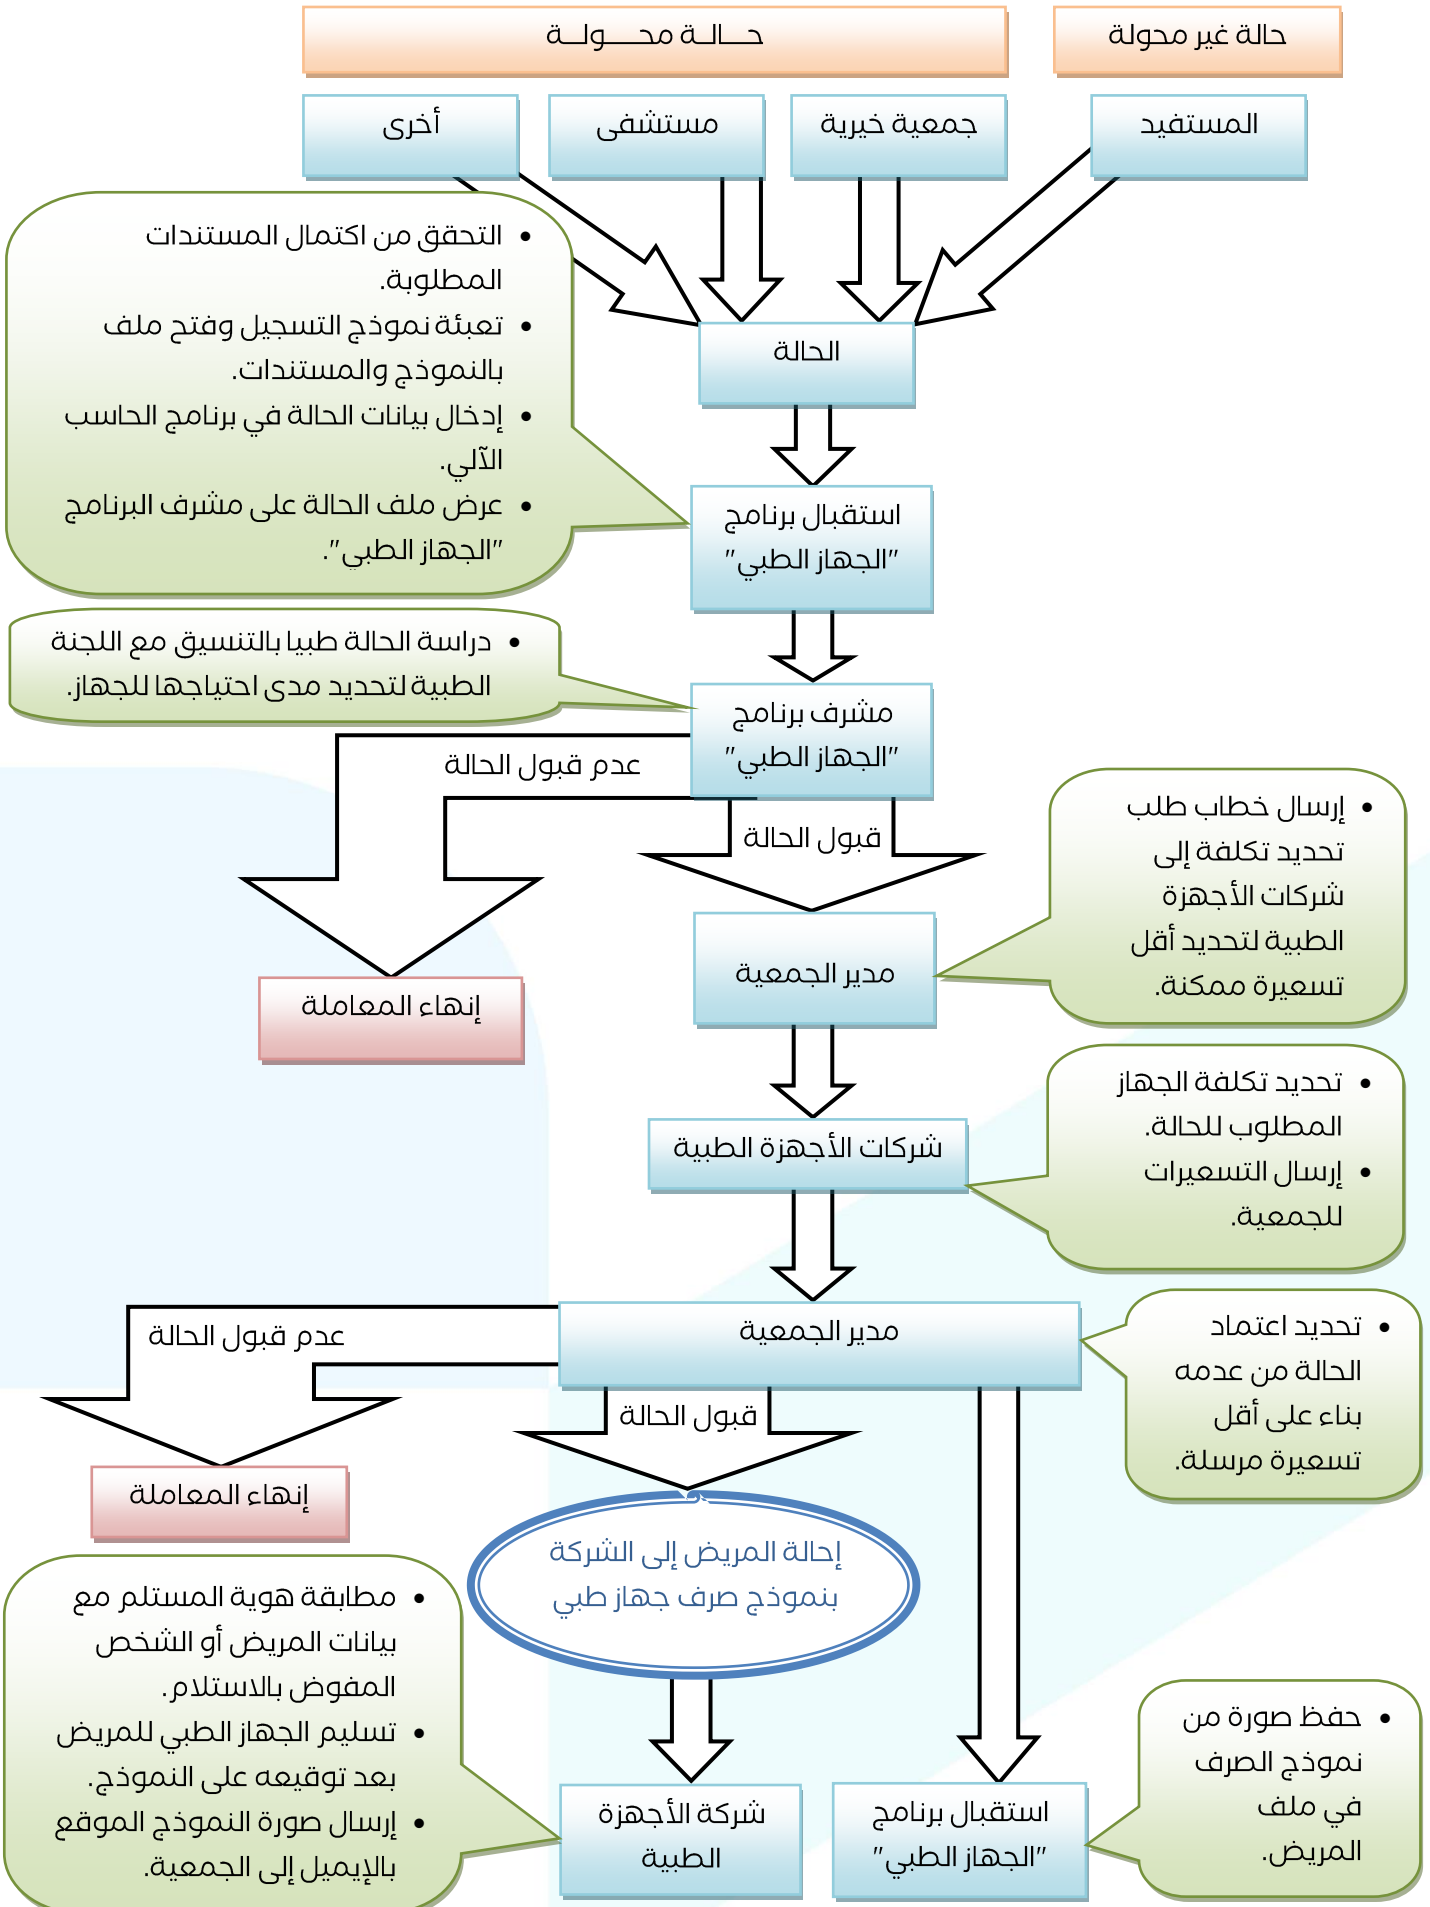 حالة غير محولة
حـــالــة محـــولــة
المستفيد
جمعية خيرية
مستشفى
أخرى
• التحقق من اكتمال المستندات
المطلوبة.
• تعبئة نموذج التسجيل وفتح ملف
بالنموذج والمستندات.
• إدخال بيانات الحالة في برنامج الحاسب
الآلي.
• عرض ملف الحالة على مشرف البرنامج
"الجهاز الطبي".
الحالة
استقبال برنامج
"الجهاز الطبي"
• دراسة الحالة طبيا بالتنسيق مع اللجنة
الطبية لتحديد مدى احتياجها للجهاز.
مشرف برنامج
"الجهاز الطبي"
عدم قبول الحالة
قبول الحالة
• إرسال خطاب طلب
تحديد تكلفة إلى
شركات الأجهزة
الطبية لتحديد أقل
تسعيرة ممكنة.
مدير الجمعية
إنهاء المعاملة
• تحديد تكلفة الجهاز
المطلوب للحالة.
• إرسال التسعيرات
للجمعية.
شركات الأجهزة الطبية
• تحديد اعتماد
الحالة من عدمه
بناء على أقل
تسعيرة مرسلة.
مدير الجمعية
عدم قبول الحالة
قبول الحالة
إنهاء المعاملة
إحالة المريض إلى الشركة
بنموذج صرف جهاز طبي
• مطابقة هوية المستلم مع
بيانات المريض أو الشخص
المفوض بالاستلام.
• تسليم الجهاز الطبي للمريض
بعد توقيعه على النموذج.
• إرسال صورة النموذج الموقع
بالإيميل إلى الجمعية.
• حفظ صورة من
نموذج الصرف
في ملف
المريض.
استقبال برنامج
"الجهاز الطبي"
شركة الأجهزة
الطبية